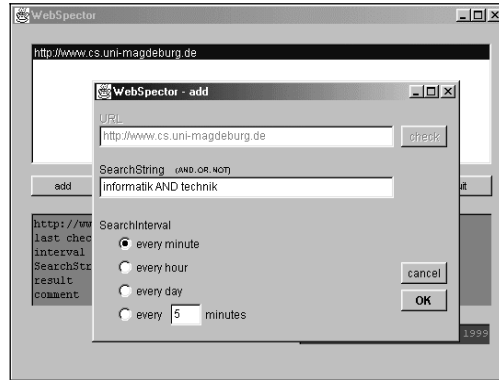 WebSpector
http://www.cs.uni-magdeburg.de
WebSpector - add
URL
http://www.cs.uni-magdeburg.de check
SearchString (AND, OR, NOT)
informatik AND technik
add
SearchInterval
every minute
every hour
every day
every 5 minutes
cancel
OK
http://ww
last chec
interval
SearchStr
result
comment
1999